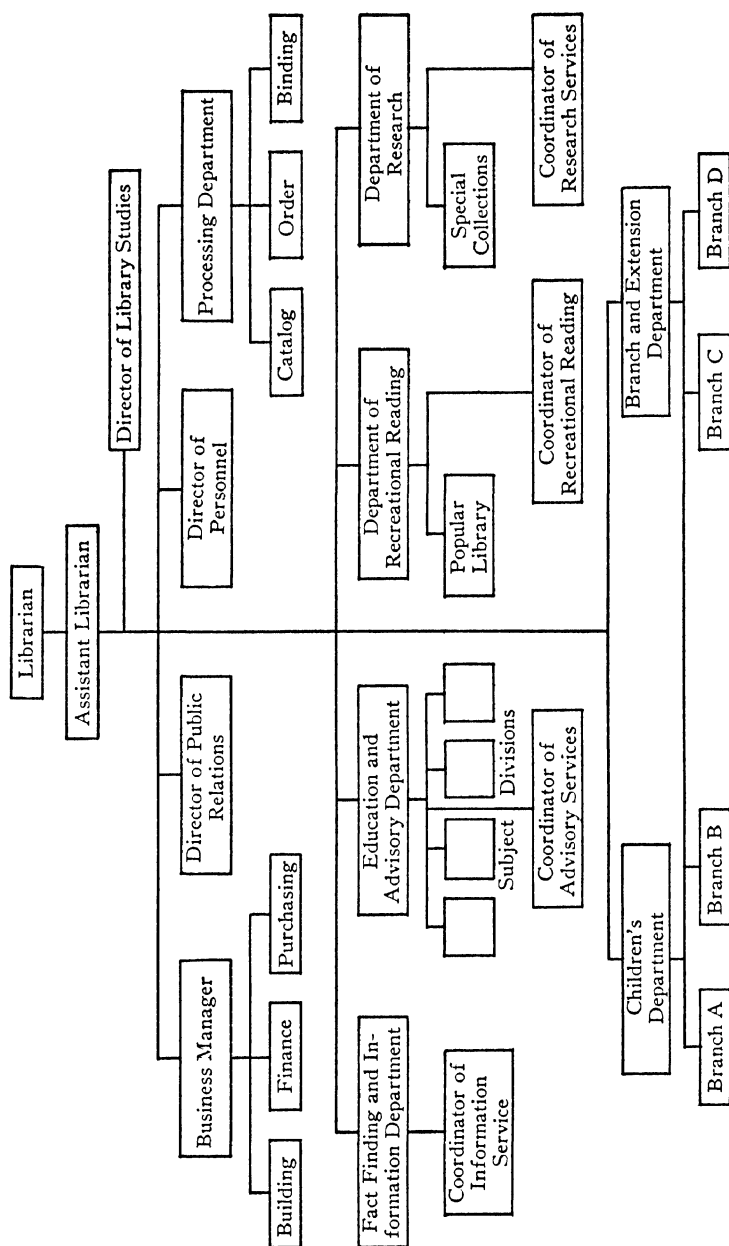 Librarian
Assistant Librarian
Director of Library Studies
Business Manager
Director of Public
Relations
Director of
Personnel
Processing Department
Building
Finance
Purchasing
Catalog
Order
Binding
Fact Finding and In-
formation Department
Education and
Advisory Department
Department of
Recreational Reading
Department of
Research
Subject Divisions
Popular
Library
Special
Collections
Coordinator of
Information
Service
Coordinator of
Advisory Services
Coordinator of
Recreational Reading
Coordinator of
Research Services
Children's
Department
Branch and Extension
Department
Branch A
Branch B
Branch C
Branch D